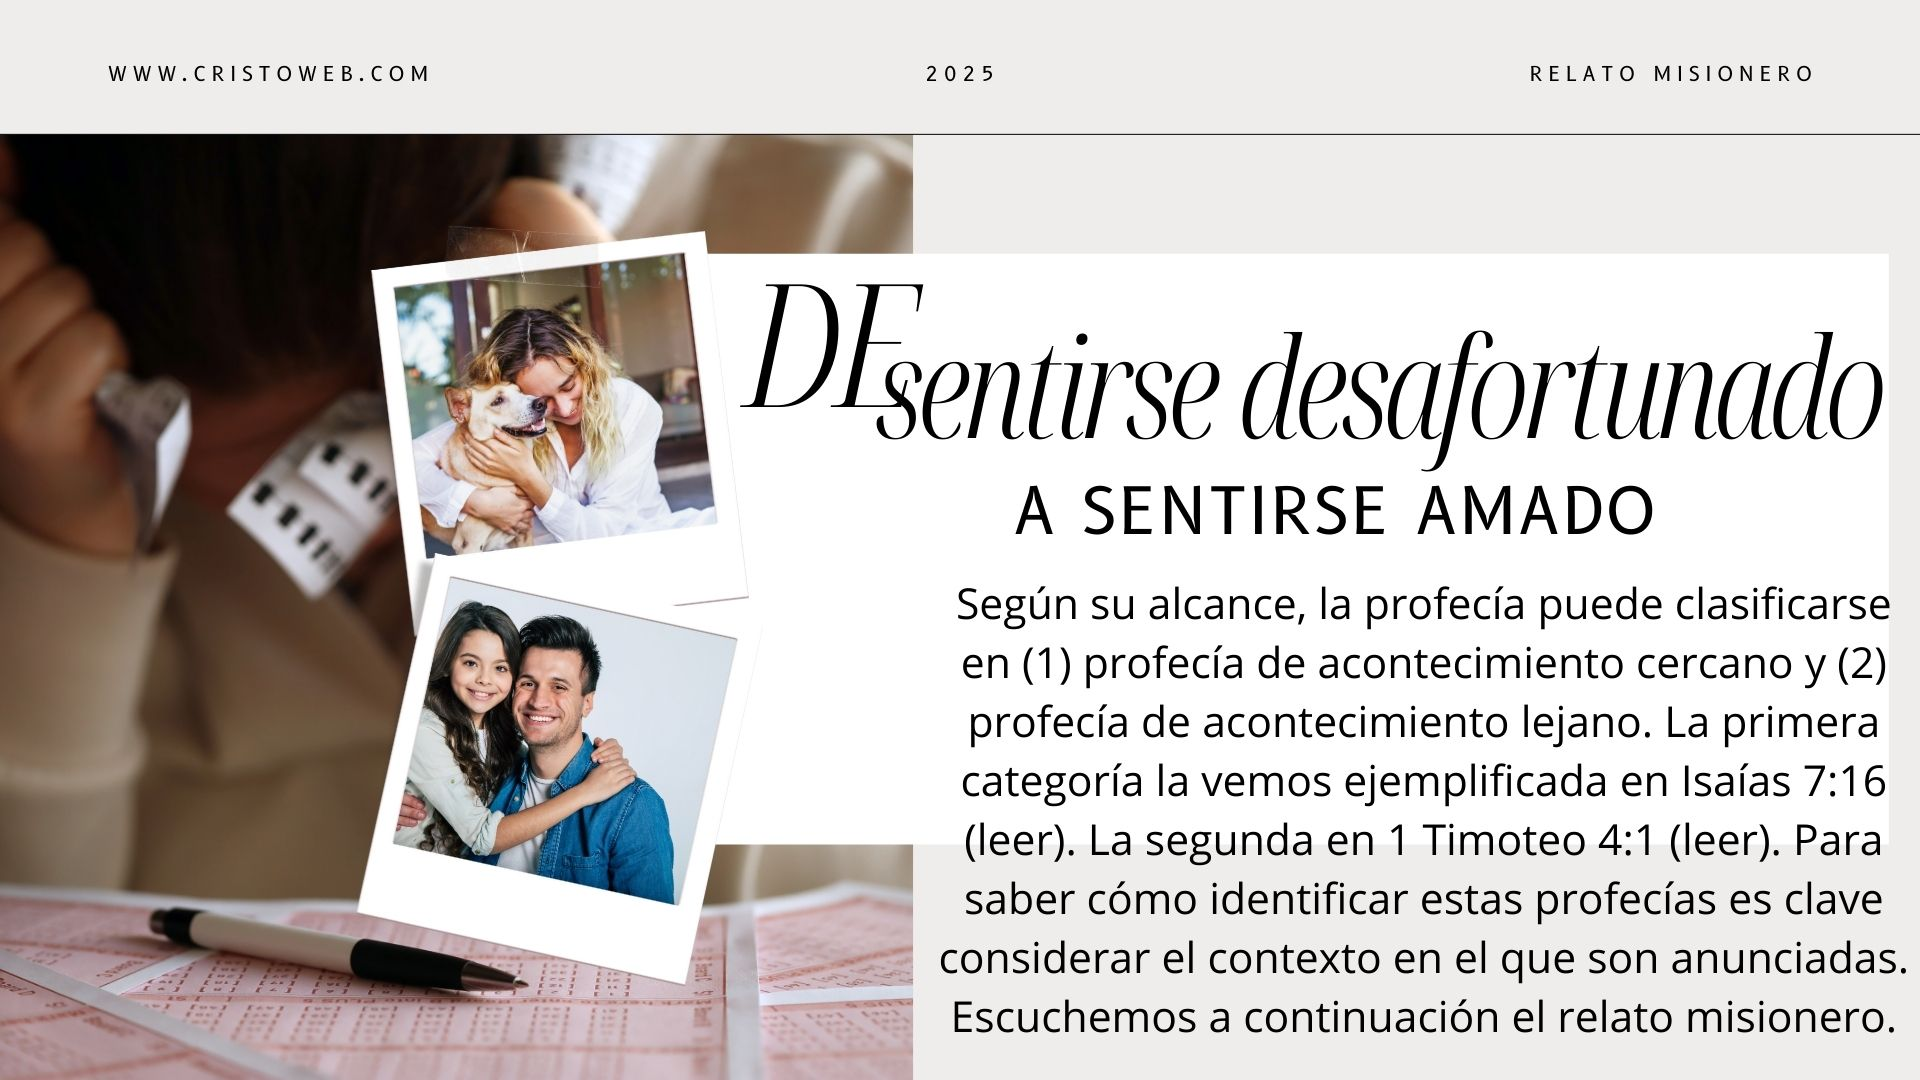 WWW.CRISTOWEB.COM
2025
RELATO MISIONERO
DE
sentirse desafortunado
A SENTIRSE AMADO
Según su alcance, la profecía puede clasificarse
en (1) profecía de acontecimiento cercano y (2)
profecía de acontecimiento lejano. La primera
categoría la vemos ejemplificada en Isaías 7:16
(leer). La segunda en 1 Timoteo 4:1 (leer). Para
saber cómo identificar estas profecías es clave
considerar el contexto en el que son anunciadas.
Escuchemos a continuación el relato misionero.